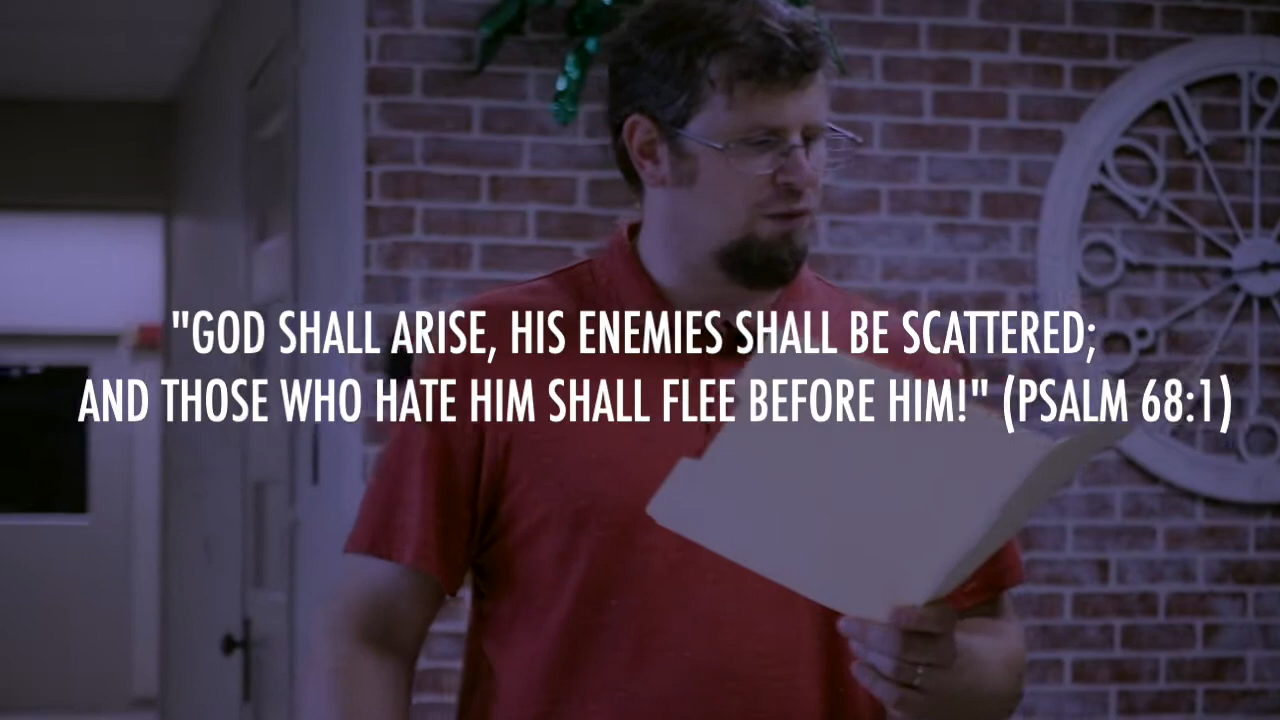 "GOD SHALL ARISE, HIS ENEMIES SHALL BE SCATTERED;
AND THOSE WHO HATE HIM SHALL FLEE BEFORE HIM!" (PSALM 68:1)